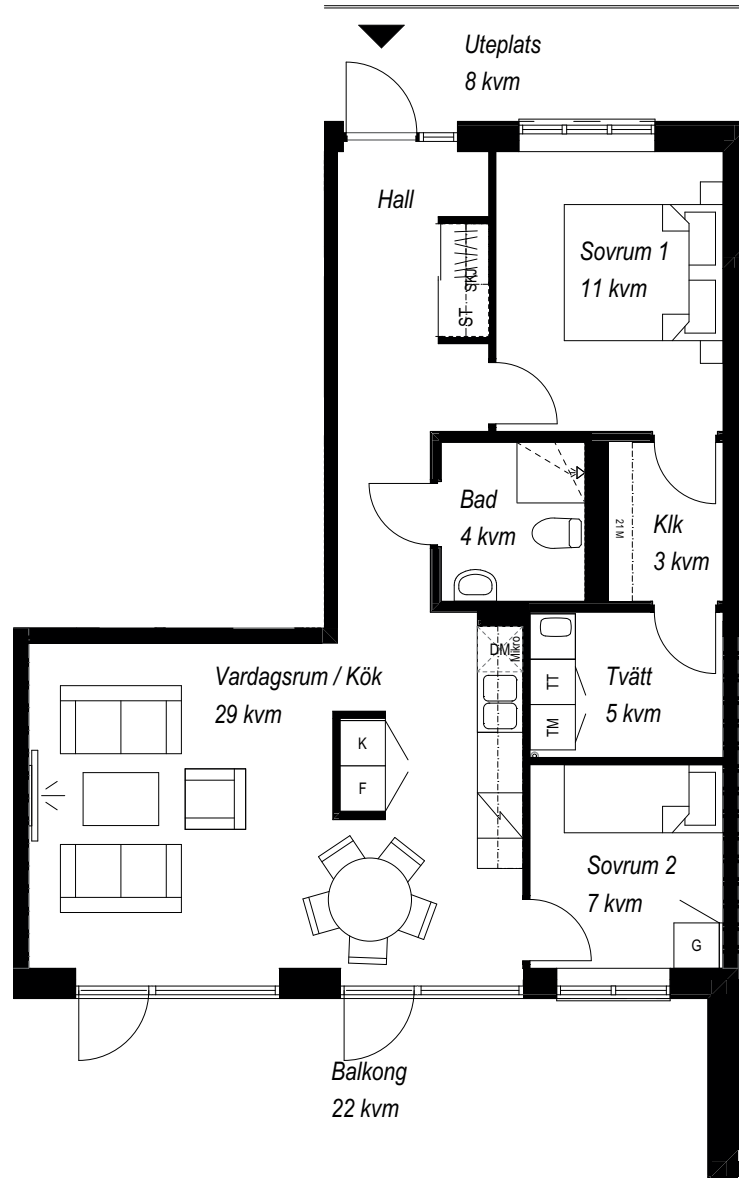 Uteplats
8 kvm
Hall
Sovrum 1
11 kvm
SKJ
ST
Bad
4 kvm
21 M
Klk
3 kvm
DM
Mikro
Vardagsrum / Kök
29 kvm
TT
Tvätt
5 kvm
TM
K
F
Sovrum 2
7 kvm
G
Balkong
22 kvm